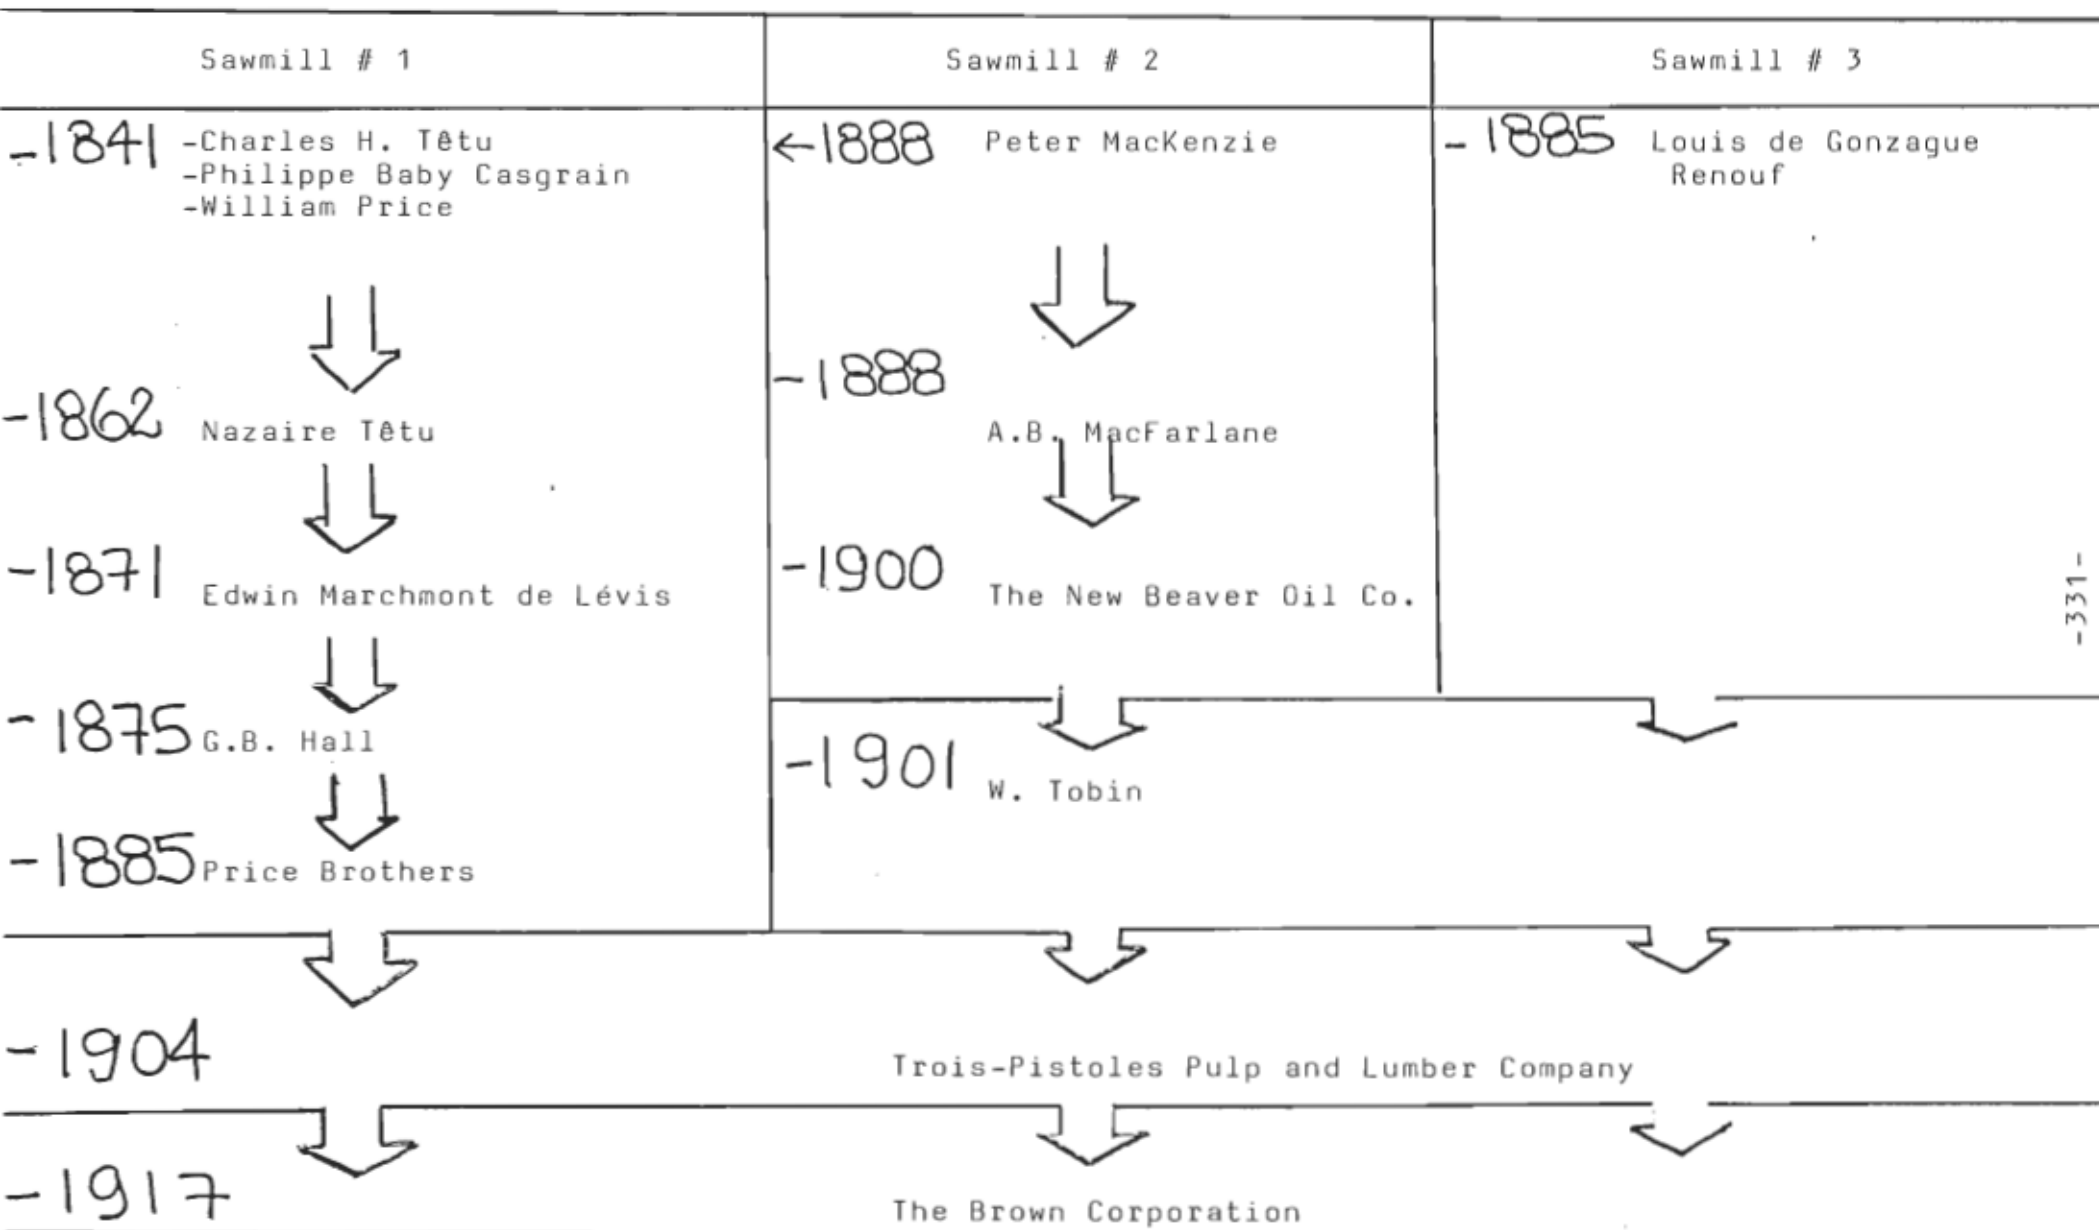 Sawmill # 1
Sawmill # 2
Sawmill # 3
-1841 -Charles H. Têtu
-Philippe Baby Casgrain
-William Price
←1888 Peter MacKenzie
-1885 Louis de Gonzague
Renouf
-1862 Nazaire Têtu
-1888 A.B. MacFarlane
-1871 Edwin Marchmont de Lévis
-1900 The New Beaver Oil Co.
-1875 G.B. Hall
-1901 W. Tobin
-1885 Price Brothers
-1904 Trois-Pistoles Pulp and Lumber Company
-1917 The Brown Corporation
-331-